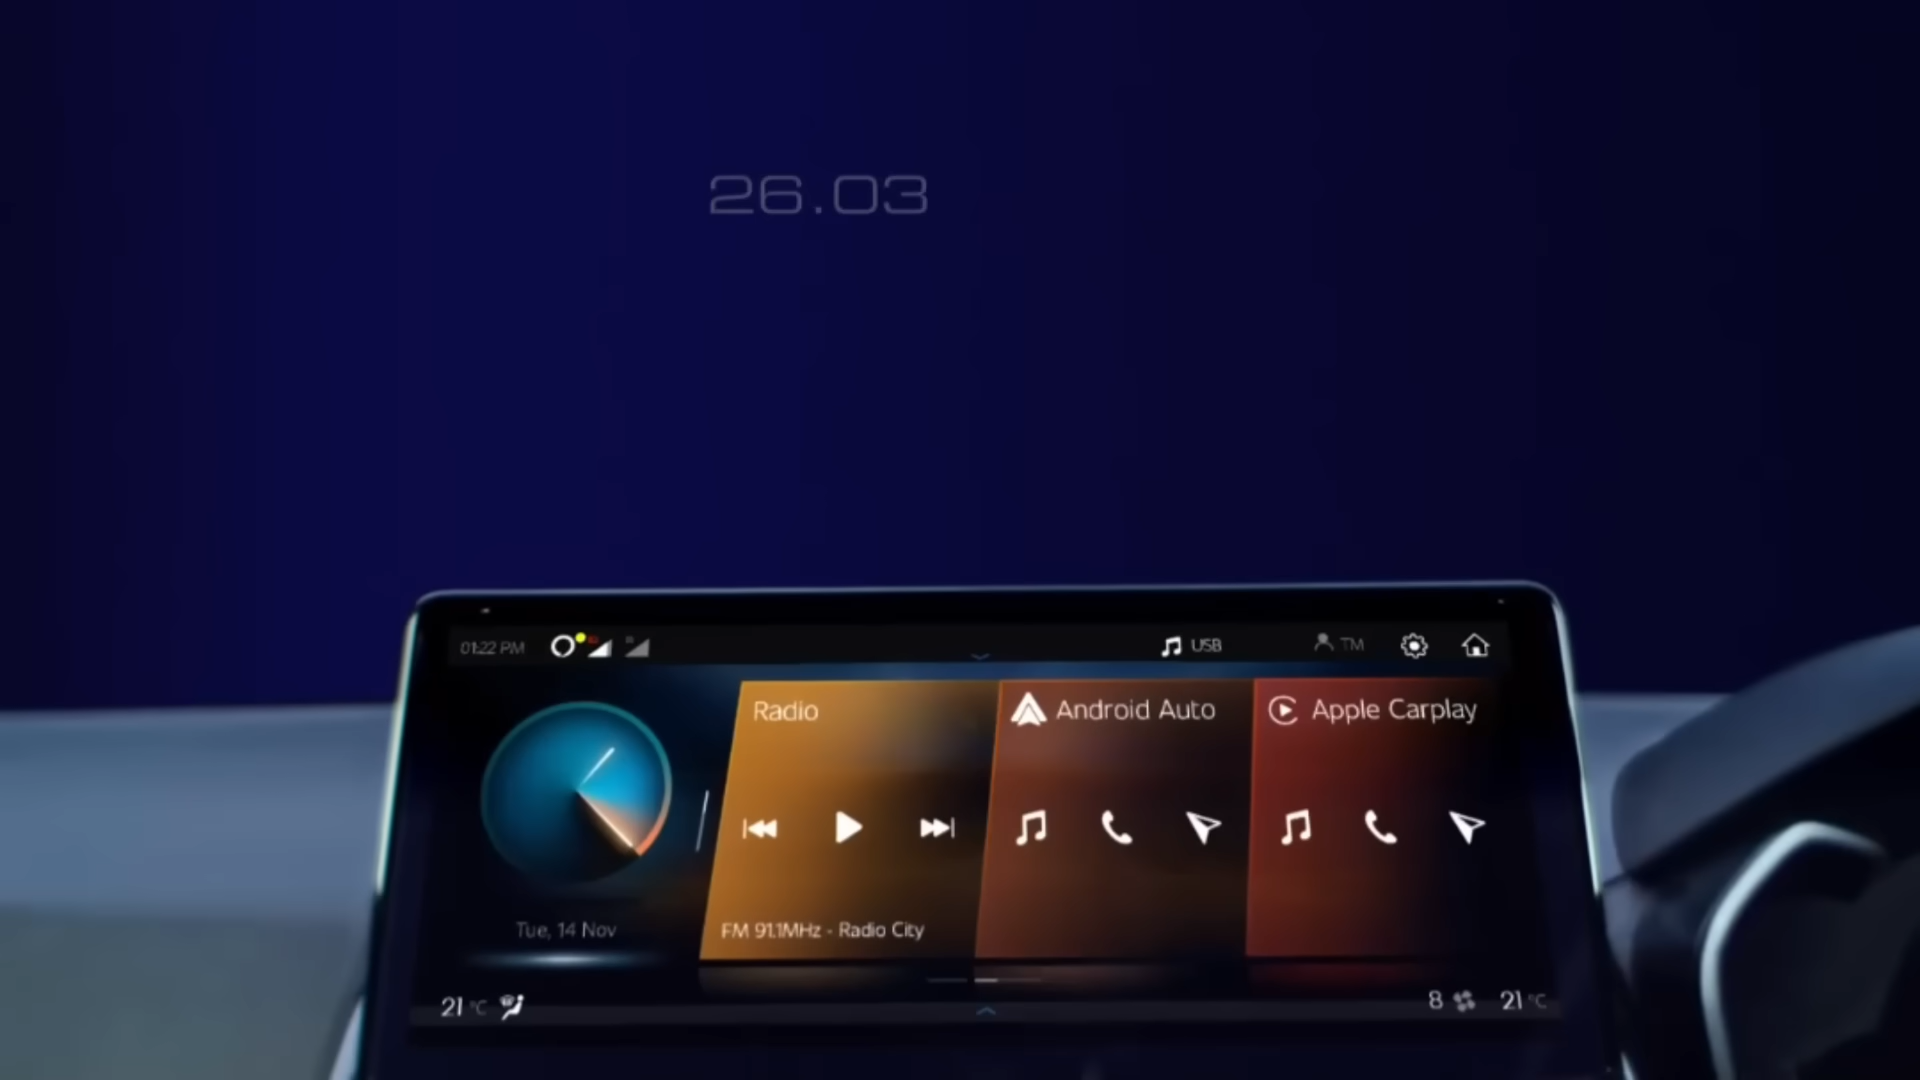 26.03
01:22 PM
USB
TM
Radio
Android Auto
Apple Carplay
Tue, 14 Nov
FM 91.1MHz - Radio City
21 °C
8
21 °C